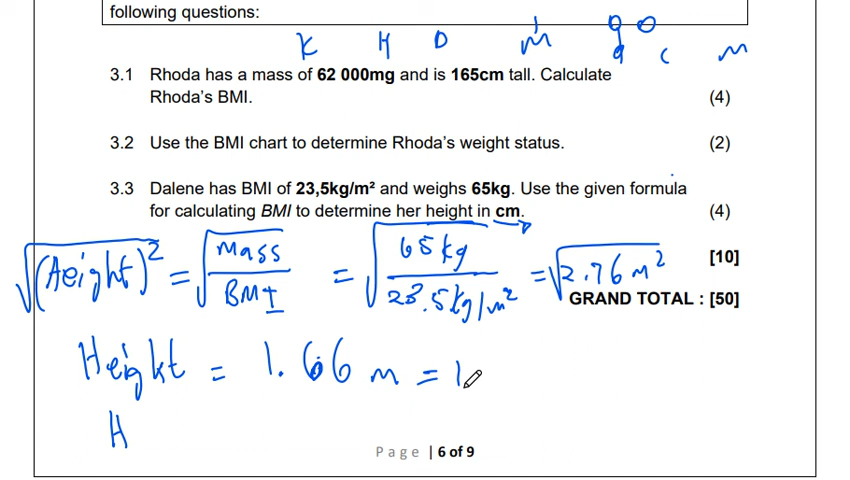 following questions:
K H D m d c m
3.1 Rhoda has a mass of 62 000mg and is 165cm tall. Calculate
Rhoda's BMI. (4)
3.2 Use the BMI chart to determine Rhoda's weight status. (2)
3.3 Dalene has BMI of 23,5kg/m² and weighs 65kg. Use the given formula
for calculating BMI to determine her height in cm. (4)
[10]
√(Height)² = √Mass/BMI = √65kg/23.5kg/m² = √2.76m²
GRAND TOTAL : [50]
Height = 1.66 m = 1
H
Page | 6 of 9